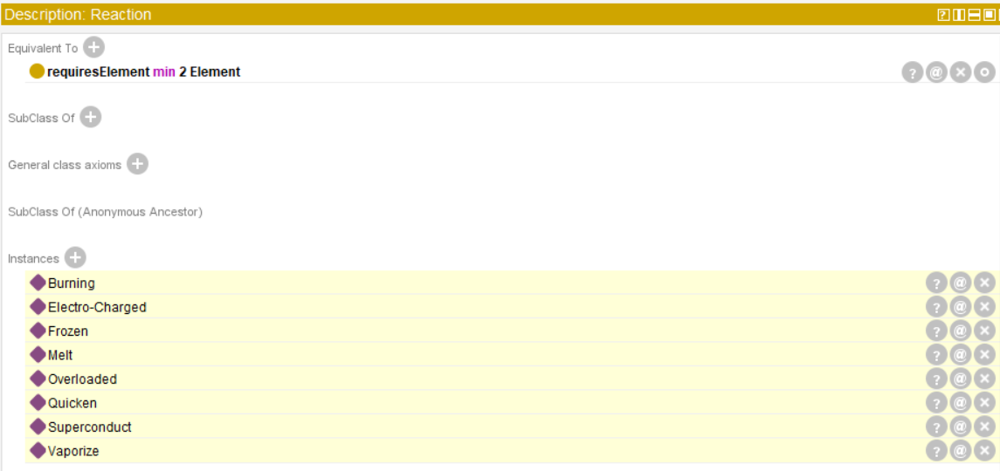 Description: Reaction
Equivalent To
requiresElement min 2 Element
SubClass Of
General class axioms
SubClass Of (Anonymous Ancestor)
Instances
Burning
Electro-Charged
Frozen
Melt
Overloaded
Quicken
Superconduct
Vaporize